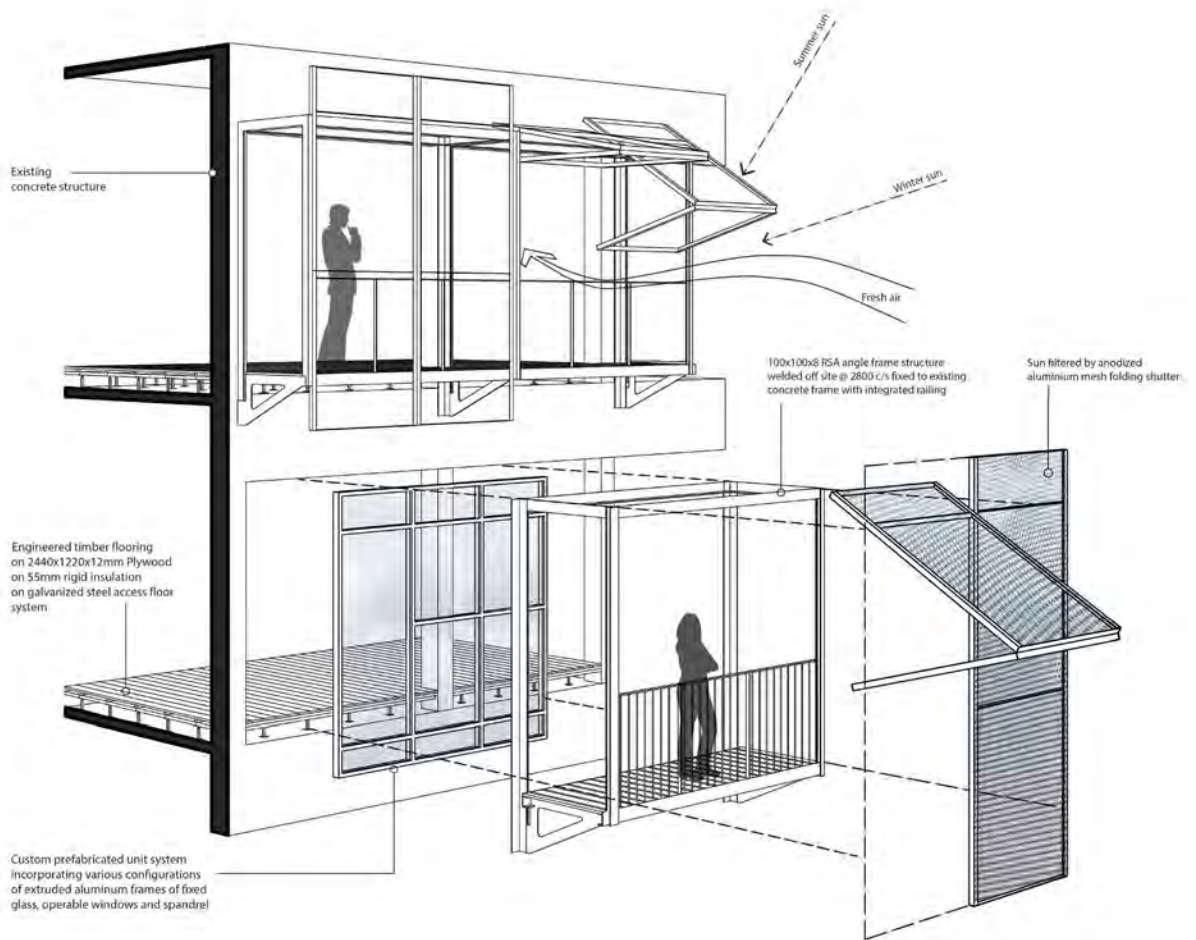 Summer sun
Existing
concrete structure
Winter sun
Fresh air
100x100x8 RSA angle frame structure
welded off site @ 2800 c/s fixed to existing
concrete frame with integrated railing
Sun filtered by anodized
aluminium mesh folding shutter
Engineered timber flooring
on 2440x1220x12mm Plywood
on 55mm rigid insulation
on galvanized steel access floor
system
Custom prefabricated unit system
incorporating various configurations
of extruded aluminum frames of fixed
glass, operable windows and spandrel